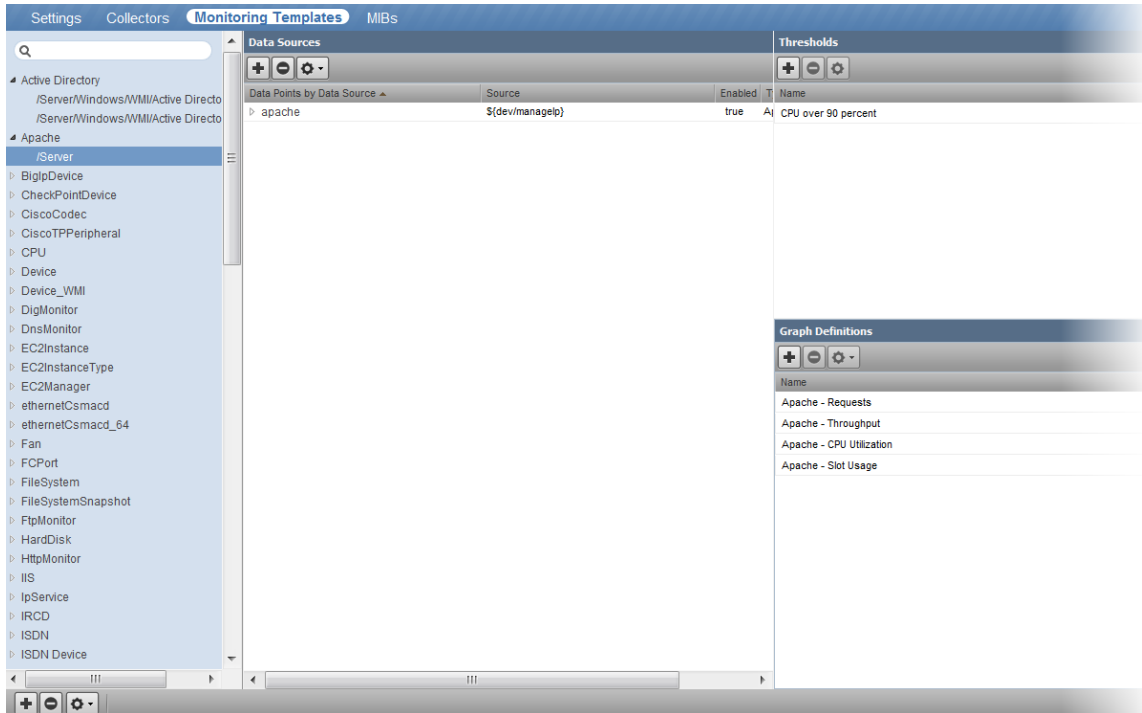 Settings Collectors Monitoring Templates MIBs
Active Directory
/Server/Windows/WMI/Active Directo
/Server/Windows/WMI/Active Directo
Apache
/Server
BigIpDevice
CheckPointDevice
CiscoCodec
CiscoTPPeripheral
CPU
Device
Device_WMI
DigMonitor
DnsMonitor
EC2Instance
EC2InstanceType
EC2Manager
ethernetCsmacd
ethernetCsmacd_64
Fan
FCPort
FileSystem
FileSystemSnapshot
FtpMonitor
HardDisk
HttpMonitor
IIS
IpService
IRCD
ISDN
ISDN Device
Data Sources
Data Points by Data Source Source Enabled T
apache ${dev/manageIp} true A
Thresholds
Name
CPU over 90 percent
Graph Definitions
Name
Apache - Requests
Apache - Throughput
Apache - CPU Utilization
Apache - Slot Usage